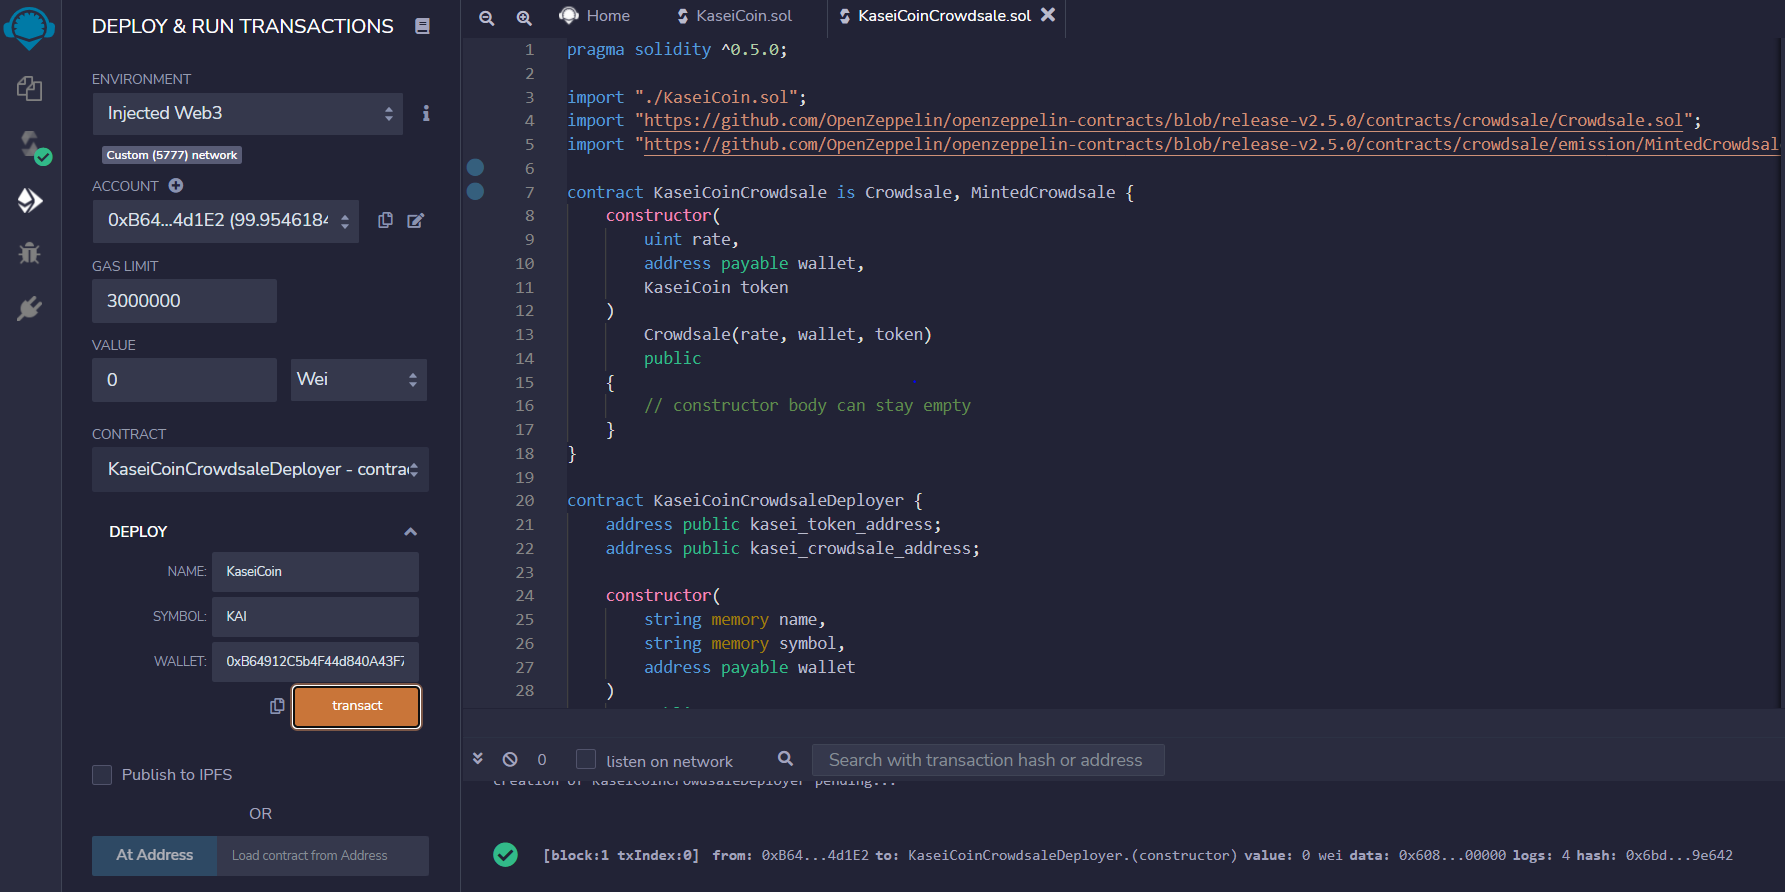 DEPLOY & RUN TRANSACTIONS
ENVIRONMENT
Injected Web3
Custom (5777) network
ACCOUNT
0xB64...4d1E2 (99.9546184
GAS LIMIT
3000000
VALUE
0
Wei
CONTRACT
KaseiCoinCrowdsaleDeployer - contrac
DEPLOY
NAME:
KaseiCoin
SYMBOL:
KAI
WALLET:
0xB64912C5b4F44d840A43F7
transact
Publish to IPFS
OR
At Address
Load contract from Address
Home
KaseiCoin.sol
KaseiCoinCrowdsale.sol
1 pragma solidity ^0.5.0;
2
3 import "./KaseiCoin.sol";
4 import "https://github.com/OpenZeppelin/openzeppelin-contracts/blob/release-v2.5.0/contracts/crowdsale/Crowdsale.sol";
5 import "https://github.com/OpenZeppelin/openzeppelin-contracts/blob/release-v2.5.0/contracts/crowdsale/emission/MintedCrowdsal
6
7 contract KaseiCoinCrowdsale is Crowdsale, MintedCrowdsale {
8 constructor(
9 uint rate,
10 address payable wallet,
11 KaseiCoin token
12 )
13 Crowdsale(rate, wallet, token)
14 public
15 {
16 // constructor body can stay empty
17 }
18 }
19
20 contract KaseiCoinCrowdsaleDeployer {
21 address public kasei_token_address;
22 address public kasei_crowdsale_address;
23
24 constructor(
25 string memory name,
26 string memory symbol,
27 address payable wallet
28 )
0
listen on network
Search with transaction hash or address
creation of KaseiCoinCrowdsaleDeployer pending...
[block:1 txIndex:0] from: 0xB64...4d1E2 to: KaseiCoinCrowdsaleDeployer.(constructor) value: 0 wei data: 0x608...00000 logs: 4 hash: 0x6bd...9e642